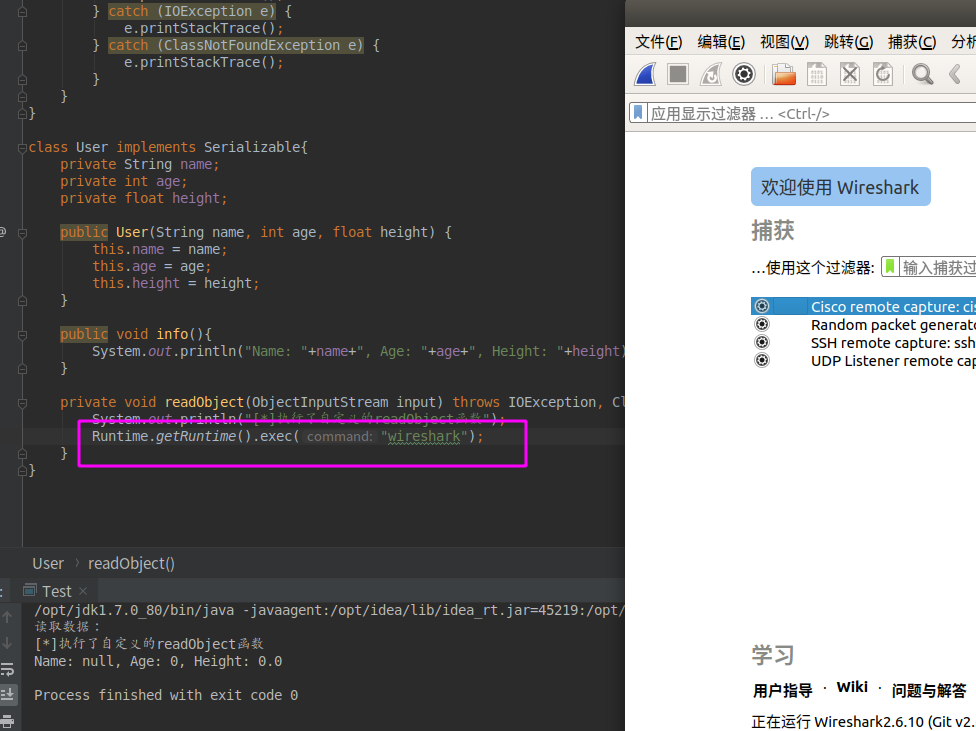 } catch (IOException e) {
e.printStackTrace();
} catch (ClassNotFoundException e) {
e.printStackTrace();
}
}
}
class User implements Serializable{
private String name;
private int age;
private float height;
public User(String name, int age, float height) {
this.name = name;
this.age = age;
this.height = height;
}
public void info(){
System.out.println("Name: "+name+", Age: "+age+", Height: "+height)
}
private void readObject(ObjectInputStream input) throws IOException, Cl
System.out.println("[*]执行了自定义的readObject函数");
Runtime.getRuntime().exec( command: "wireshark");
}
}
User › readObject()
Test ×
/opt/jdk1.7.0_80/bin/java -javaagent:/opt/idea/lib/idea_rt.jar=45219:/opt/
读取数据：
[*]执行了自定义的readObject函数
Name: null, Age: 0, Height: 0.0
Process finished with exit code 0
文件(F) 编辑(E) 视图(V) 跳转(G) 捕获(C) 分析
应用显示过滤器 … <Ctrl-/>
欢迎使用 Wireshark
捕获
…使用这个过滤器: 输入捕获过
Cisco remote capture: cis
Random packet generato
SSH remote capture: ssh
UDP Listener remote cap
学习
用户指导 · Wiki · 问题与解答
正在运行 Wireshark2.6.10 (Git v2.